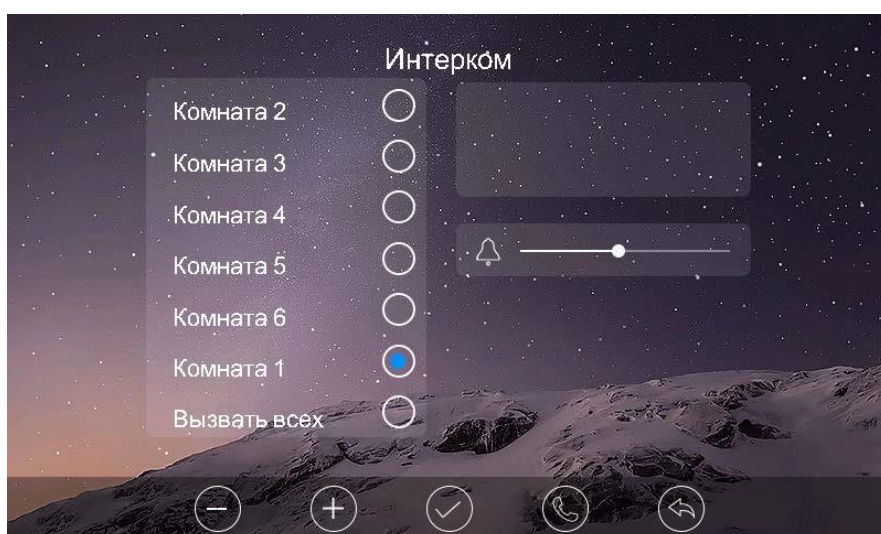 Интерком
Комната 2
Комната 3
Комната 4
Комната 5
Комната 6
Комната 1
Вызвать всех